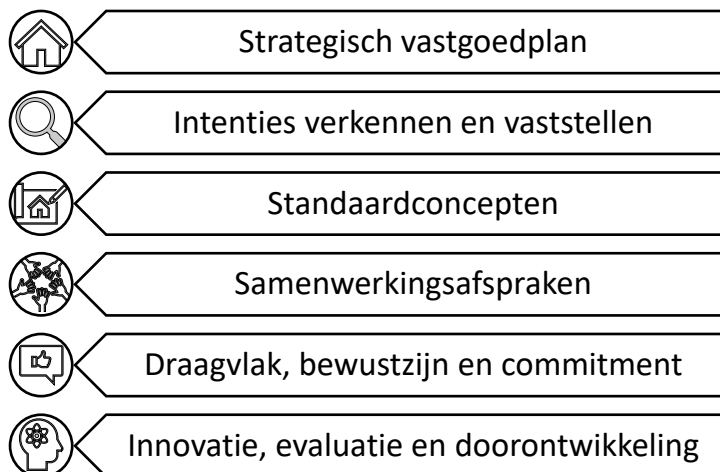 Strategisch vastgoedplan
Intenties verkennen en vaststellen
Standaardconcepten
Samenwerkingsafspraken
Draagvlak, bewustzijn en commitment
Innovatie, evaluatie en doorontwikkeling